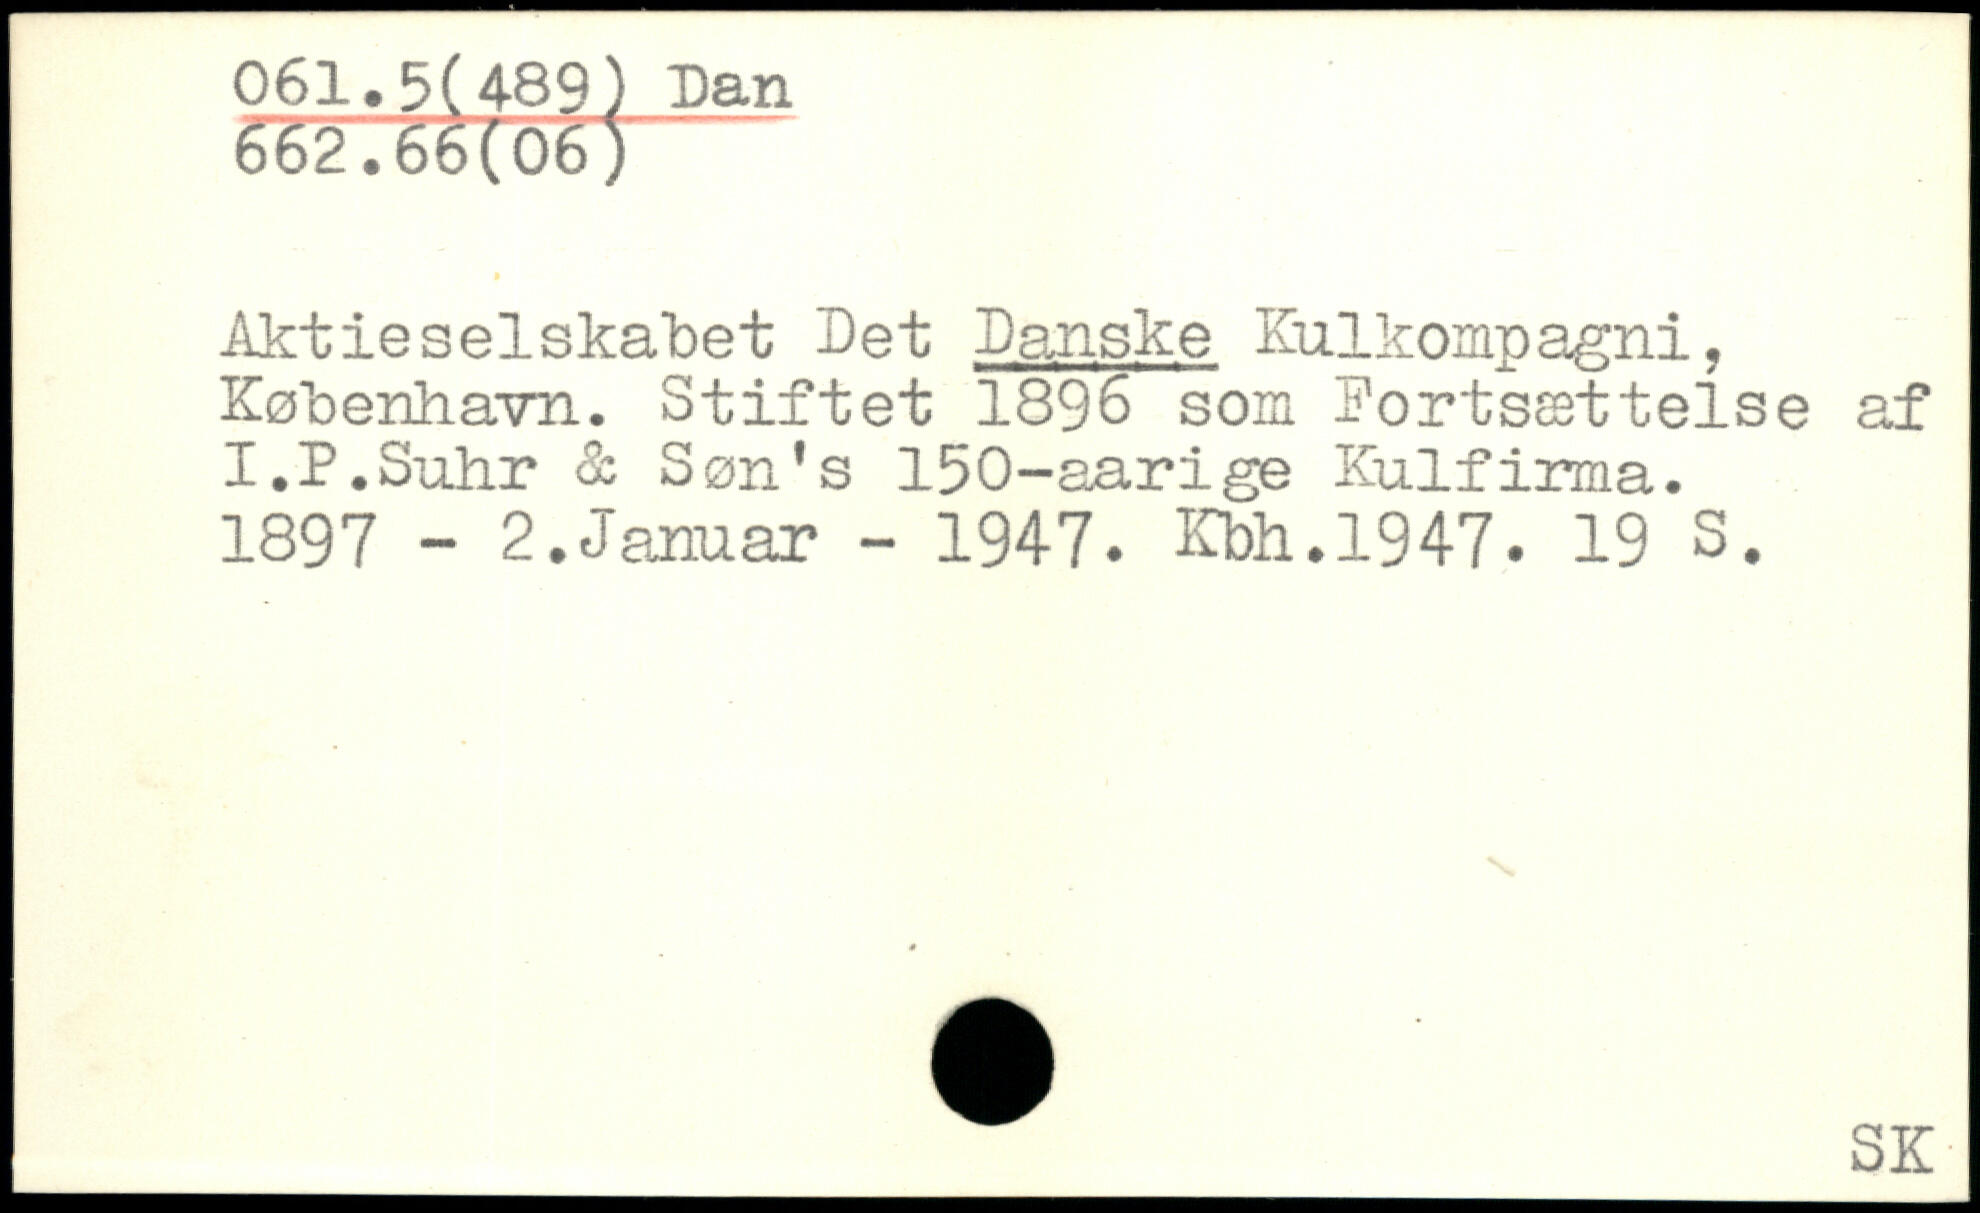 061.5(489) Dan
662.66(06)
Aktieselskabet Det Danske Kulkompagni,
København. Stiftet 1896 som Fortsættelse af
I.P.Suhr & Søn's 150-aarige Kulfirma.
1897 - 2.Januar - 1947. Kbh.1947. 19 S.
SK